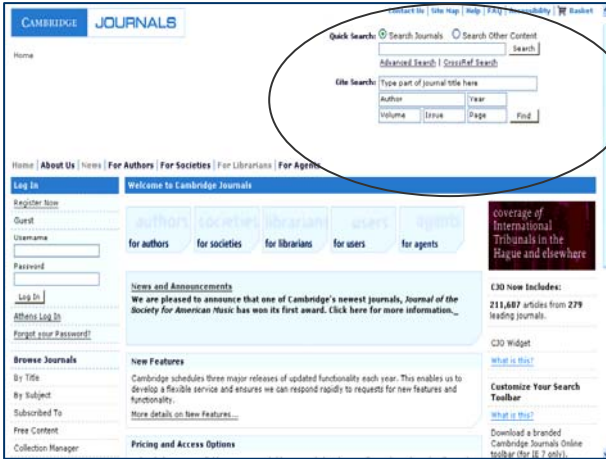 CAMBRIDGE JOURNALS
Contact Us | Site Map | Help | FAQ | Accessibility | Basket
Quick Search: Search Journals Search Other Content
Search
Home
Advanced Search | CrossRef Search
Cite Search: Type part of journal title here
Author Year
Volume Issue Page Find
Home | About Us | News | For Authors | For Societies | For Librarians | For Agents
Log In
Register Now
Guest
Username
Password
Log In
Athens Log In
Forgot your Password?
Browse Journals
By Title
By Subject
Subscribed To
Free Content
Collection Manager
Welcome to Cambridge Journals
authors societies librarians users agents
for authors for societies for librarians for users for agents
News and Announcements
We are pleased to announce that one of Cambridge's newest journals, Journal of the
Society for American Music has won its first award. Click here for more information.
New Features
Cambridge schedules three major releases of updated functionality each year. This enables us to
develop a flexible service and ensures we can respond rapidly to requests for new features and
functionality.
More details on New Features...
Pricing and Access Options
coverage of
International
Tribunals in the
Hague and elsewhere
CJO Now Includes:
211,607 articles from 279
leading journals.
CJO Widget
What is this?
Customize Your Search
Toolbar
What is this?
Download a branded
Cambridge Journals Online
toolbar (for IE 7 only).